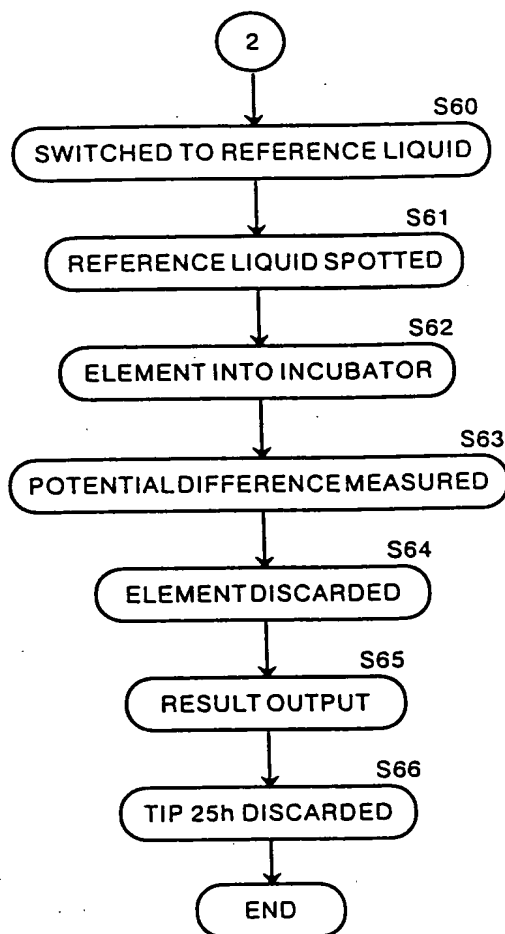 2
S60
SWITCHED TO REFERENCE LIQUID
S61
REFERENCE LIQUID SPOTTED
S62
ELEMENT INTO INCUBATOR
S63
POTENTIAL DIFFERENCE MEASURED
S64
ELEMENT DISCARDED
S65
RESULT OUTPUT
S66
TIP 25h DISCARDED
END